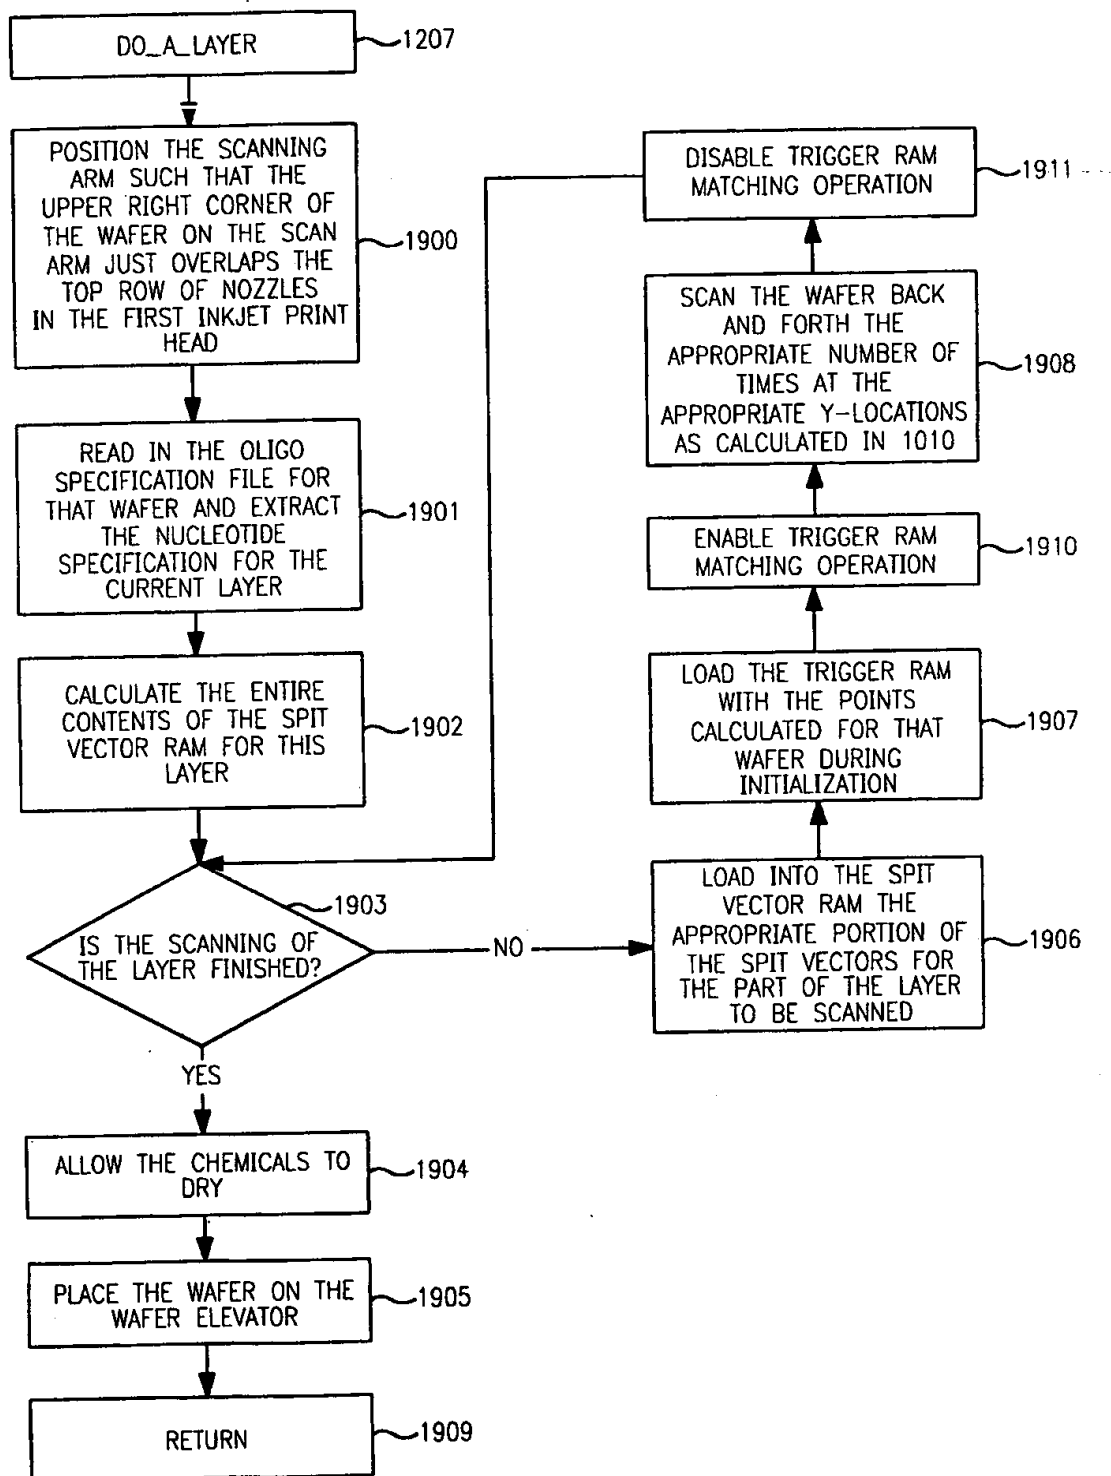 DO_A_LAYER
1207
POSITION THE SCANNING
ARM SUCH THAT THE
UPPER RIGHT CORNER OF
THE WAFER ON THE SCAN
ARM JUST OVERLAPS THE
TOP ROW OF NOZZLES
IN THE FIRST INKJET PRINT
HEAD
1900
READ IN THE OLIGO
SPECIFICATION FILE FOR
THAT WAFER AND EXTRACT
THE NUCLEOTIDE
SPECIFICATION FOR THE
CURRENT LAYER
1901
CALCULATE THE ENTIRE
CONTENTS OF THE SPIT
VECTOR RAM FOR THIS
LAYER
1902
IS THE SCANNING OF
THE LAYER FINISHED?
1903
NO
YES
ALLOW THE CHEMICALS TO
DRY
1904
PLACE THE WAFER ON THE
WAFER ELEVATOR
1905
RETURN
1909
DISABLE TRIGGER RAM
MATCHING OPERATION
1911
SCAN THE WAFER BACK
AND FORTH THE
APPROPRIATE NUMBER OF
TIMES AT THE
APPROPRIATE Y-LOCATIONS
AS CALCULATED IN 1010
1908
ENABLE TRIGGER RAM
MATCHING OPERATION
1910
LOAD THE TRIGGER RAM
WITH THE POINTS
CALCULATED FOR THAT
WAFER DURING
INITIALIZATION
1907
LOAD INTO THE SPIT
VECTOR RAM THE
APPROPRIATE PORTION OF
THE SPIT VECTORS FOR
THE PART OF THE LAYER
TO BE SCANNED
1906